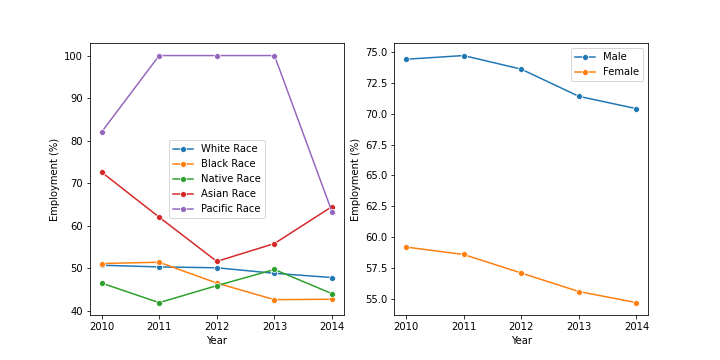 100
90
80
70
60
50
40
Employment (%)
2010 2011 2012 2013 2014
Year
White Race
Black Race
Native Race
Asian Race
Pacific Race
75.0
72.5
70.0
67.5
65.0
62.5
60.0
57.5
55.0
Employment (%)
2010 2011 2012 2013 2014
Year
Male
Female